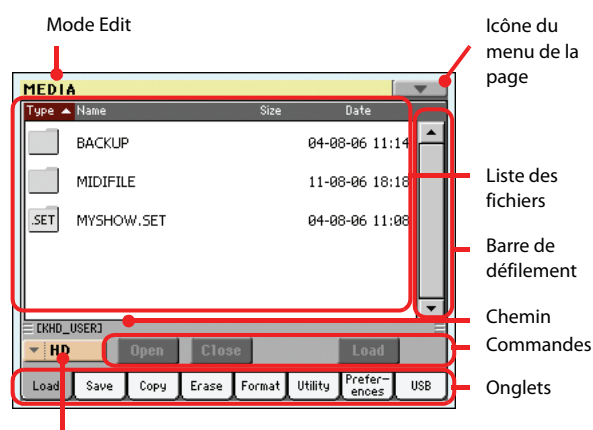 Mode Edit
Icône du
menu de la
page
MEDIA
Type Name Size Date
BACKUP 04-08-06 11:14
MIDIFILE 11-08-06 18:18
.SET MYSHOW.SET 04-08-06 11:08
Liste des
fichiers
Barre de
défilement
[KHD_USER]
Chemin
HD Open Close Load
Commandes
Load Save Copy Erase Format Utility Prefer-
ences USB
Onglets